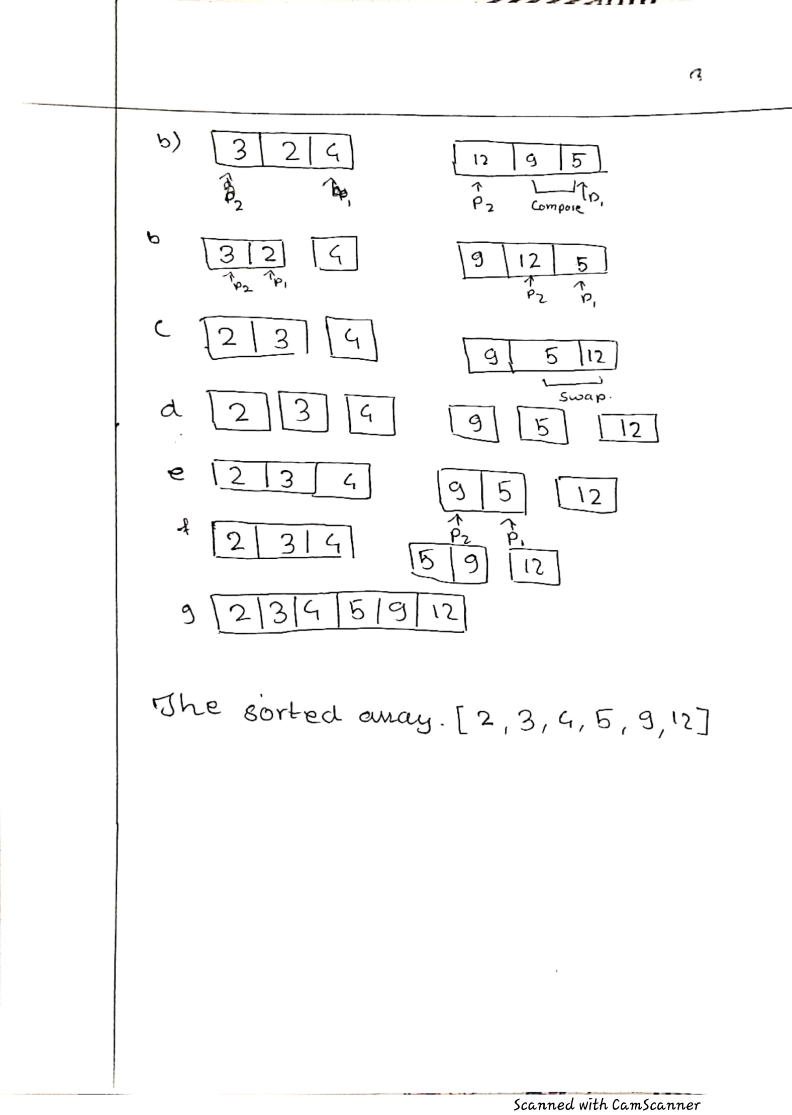 b) 3 2 4 12 9 5
P2 P1 P2 Compose P1
b 3 2 4 9 12 5
P2 P1 P2 P1
c 2 3 4 9 5 12
swap.
d 2 3 4 9 5 12
e 2 3 4 9 5 12
P2 P1
f 2 3 4 5 9 12
g 2 3 4 5 9 12
The sorted array. [2, 3, 4, 5, 9, 12]
Scanned with CamScanner